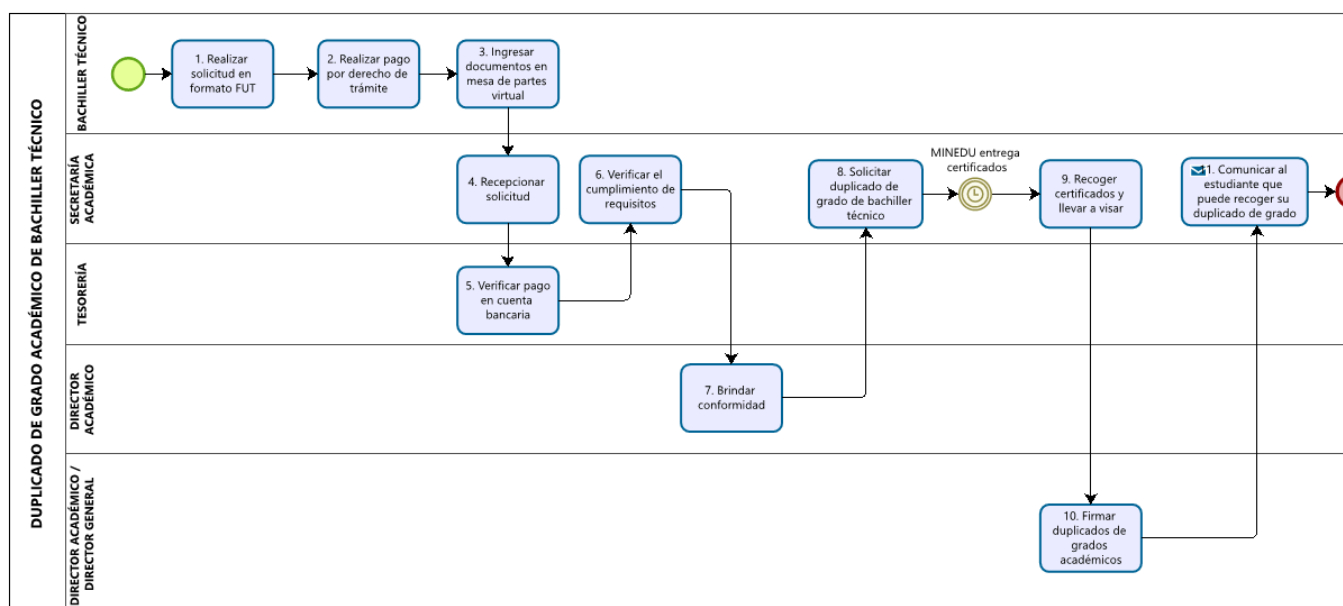 DUPLICADO DE GRADO ACADÉMICO DE BACHILLER TÉCNICO
BACHILLER TÉCNICO
1. Realizar
solicitud en
formato FUT
2. Realizar pago
por derecho de
trámite
3. Ingresar
documentos en
mesa de partes
virtual
SECRETARÍA
ACADÉMICA
4. Recepcionar
solicitud
6. Verificar el
cumplimiento de
requisitos
8. Solicitar
duplicado de
grado de bachiller
técnico
MINEDU entrega
certificados
9. Recoger
certificados y
llevar a visar
1. Comunicar al
estudiante que
puede recoger su
duplicado de grado
TESORERÍA
5. Verificar pago
en cuenta
bancaria
DIRECTOR
ACADÉMICO
7. Brindar
conformidad
DIRECTOR ACADÉMICO /
DIRECTOR GENERAL
10. Firmar
duplicados de
grados
académicos